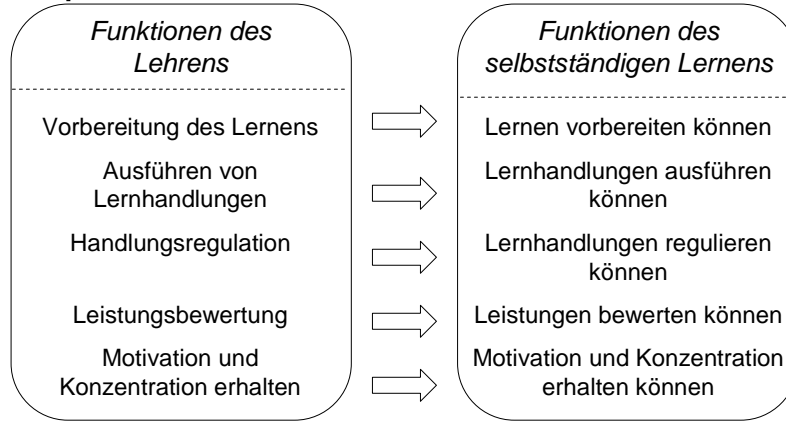 Funktionen des
Lehrens
Vorbereitung des Lernens
Ausführen von
Lernhandlungen
Handlungsregulation
Leistungsbewertung
Motivation und
Konzentration erhalten
Funktionen des
selbstständigen Lernens
Lernen vorbereiten können
Lernhandlungen ausführen
können
Lernhandlungen regulieren
können
Leistungen bewerten können
Motivation und Konzentration
erhalten können